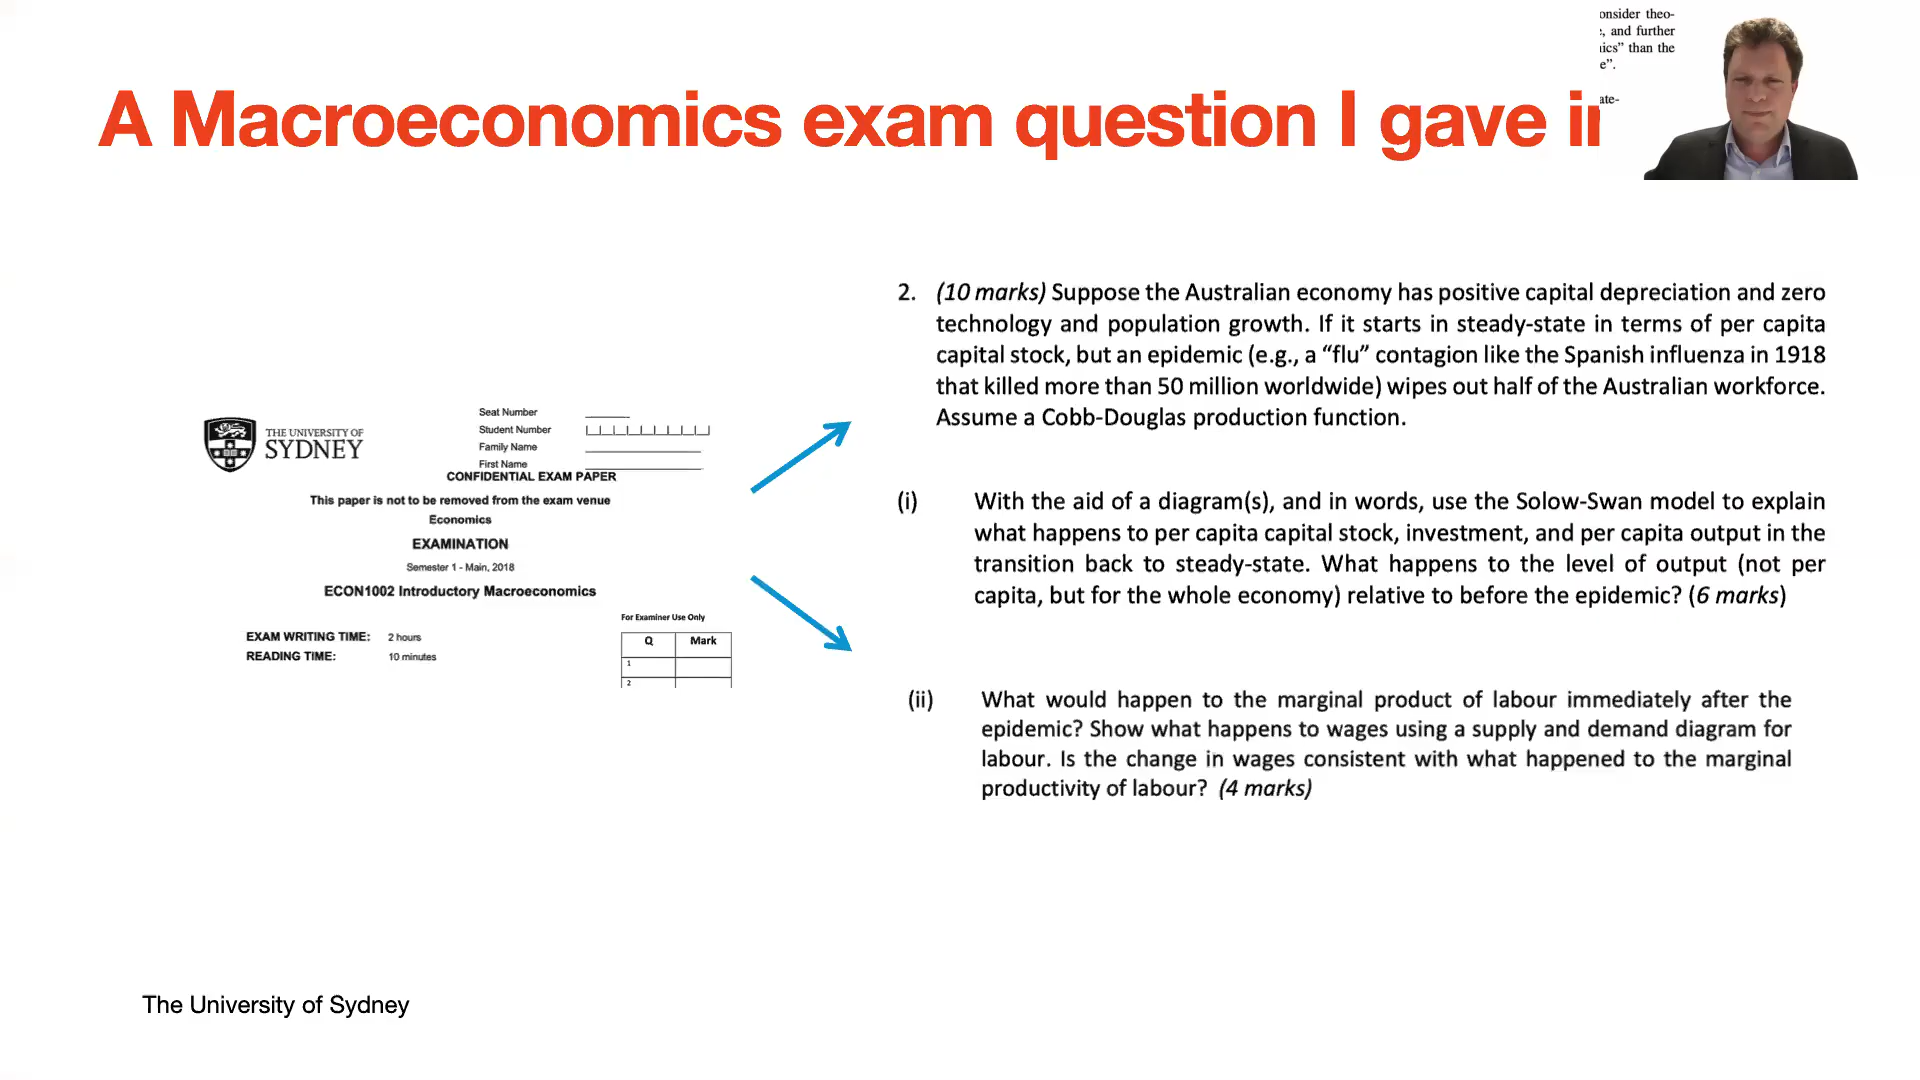 onsider theo-
, and further
ics” than the
e”.
ate-
A Macroeconomics exam question I gave in
2. (10 marks) Suppose the Australian economy has positive capital depreciation and zero
technology and population growth. If it starts in steady-state in terms of per capita
capital stock, but an epidemic (e.g., a “flu” contagion like the Spanish influenza in 1918
that killed more than 50 million worldwide) wipes out half of the Australian workforce.
Assume a Cobb-Douglas production function.
(i) With the aid of a diagram(s), and in words, use the Solow-Swan model to explain
what happens to per capita capital stock, investment, and per capita output in the
transition back to steady-state. What happens to the level of output (not per
capita, but for the whole economy) relative to before the epidemic? (6 marks)
(ii) What would happen to the marginal product of labour immediately after the
epidemic? Show what happens to wages using a supply and demand diagram for
labour. Is the change in wages consistent with what happened to the marginal
productivity of labour? (4 marks)
THE UNIVERSITY OF
SYDNEY
Seat Number
Student Number
Family Name
First Name
CONFIDENTIAL EXAM PAPER
This paper is not to be removed from the exam venue
Economics
EXAMINATION
Semester 1 - Main, 2018
ECON1002 Introductory Macroeconomics
EXAM WRITING TIME: 2 hours
READING TIME: 10 minutes
For Examiner Use Only
Q Mark
1
2
The University of Sydney